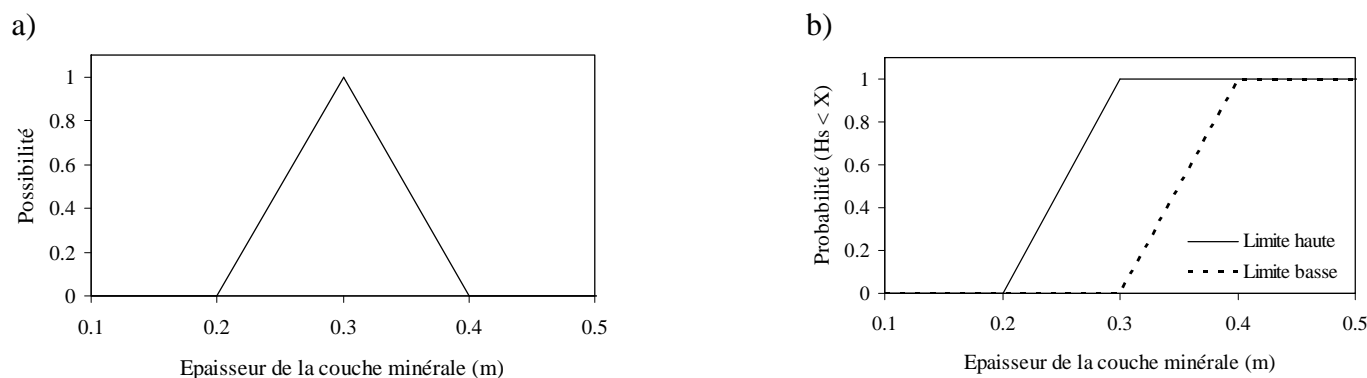 a)
Possibilité
1
0.8
0.6
0.4
0.2
0
0.1 0.2 0.3 0.4 0.5
Epaisseur de la couche minérale (m)
b)
Probabilité (Hs < X)
1
0.8
0.6
0.4
0.2
0
Limite haute
Limite basse
0.1 0.2 0.3 0.4 0.5
Epaisseur de la couche minérale (m)